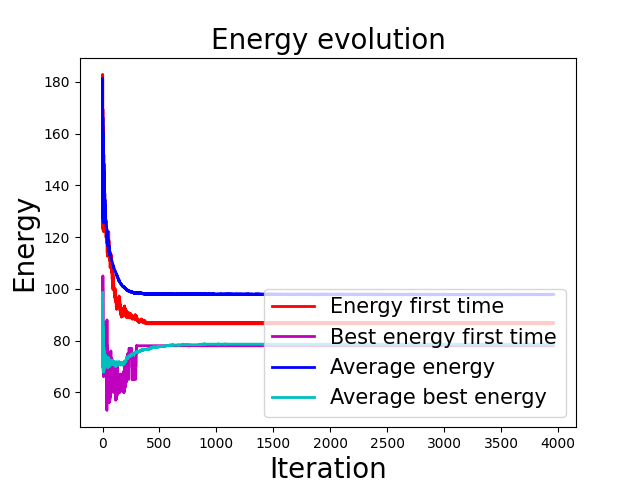 Energy evolution
Energy
180
160
140
120
100
80
60
Energy first time
Best energy first time
Average energy
Average best energy
0 500 1000 1500 2000 2500 3000 3500 4000
Iteration